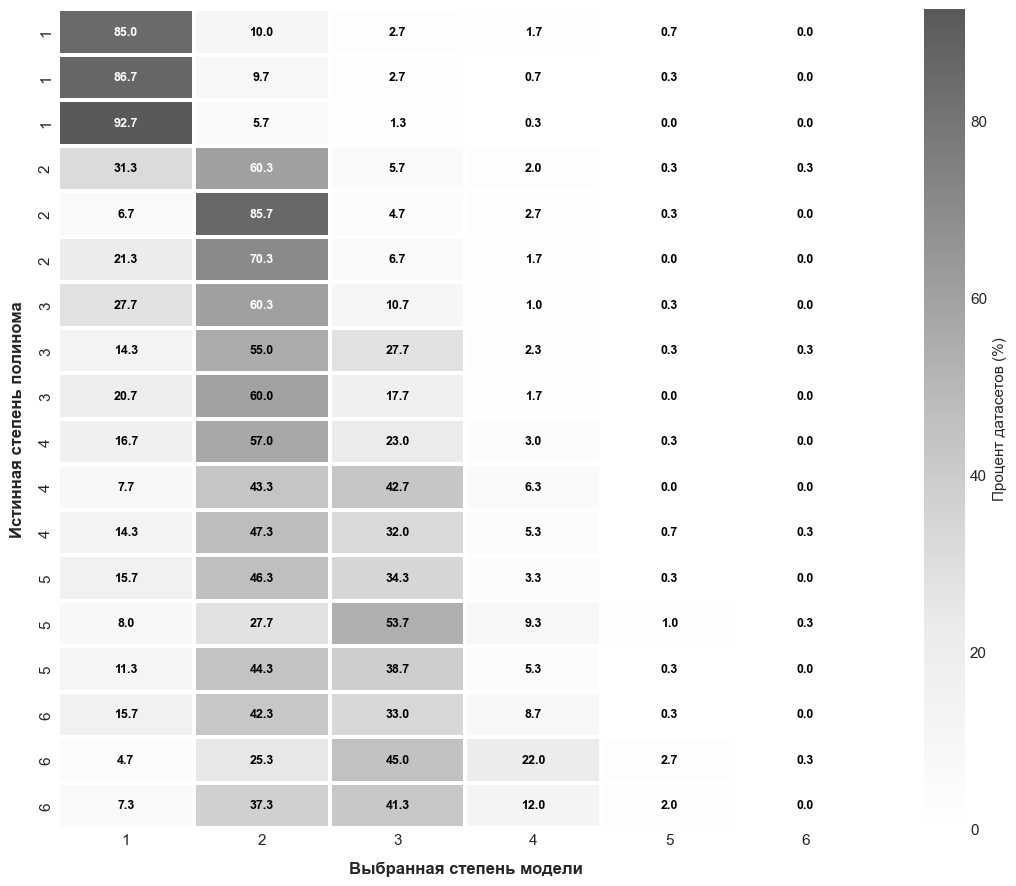 1 85.0 10.0 2.7 1.7 0.7 0.0
1 86.7 9.7 2.7 0.7 0.3 0.0
1 92.7 5.7 1.3 0.3 0.0 0.0
2 31.3 60.3 5.7 2.0 0.3 0.3
2 6.7 85.7 4.7 2.7 0.3 0.0
2 21.3 70.3 6.7 1.7 0.0 0.0
3 27.7 60.3 10.7 1.0 0.3 0.0
3 14.3 55.0 27.7 2.3 0.3 0.3
3 20.7 60.0 17.7 1.7 0.0 0.0
4 16.7 57.0 23.0 3.0 0.3 0.0
4 7.7 43.3 42.7 6.3 0.0 0.0
4 14.3 47.3 32.0 5.3 0.7 0.3
5 15.7 46.3 34.3 3.3 0.3 0.0
5 8.0 27.7 53.7 9.3 1.0 0.3
5 11.3 44.3 38.7 5.3 0.3 0.0
6 15.7 42.3 33.0 8.7 0.3 0.0
6 4.7 25.3 45.0 22.0 2.7 0.3
6 7.3 37.3 41.3 12.0 2.0 0.0
1 2 3 4 5 6
Выбранная степень модели
Истинная степень полинома
80
60
40
20
0
Процент датасетов (%)